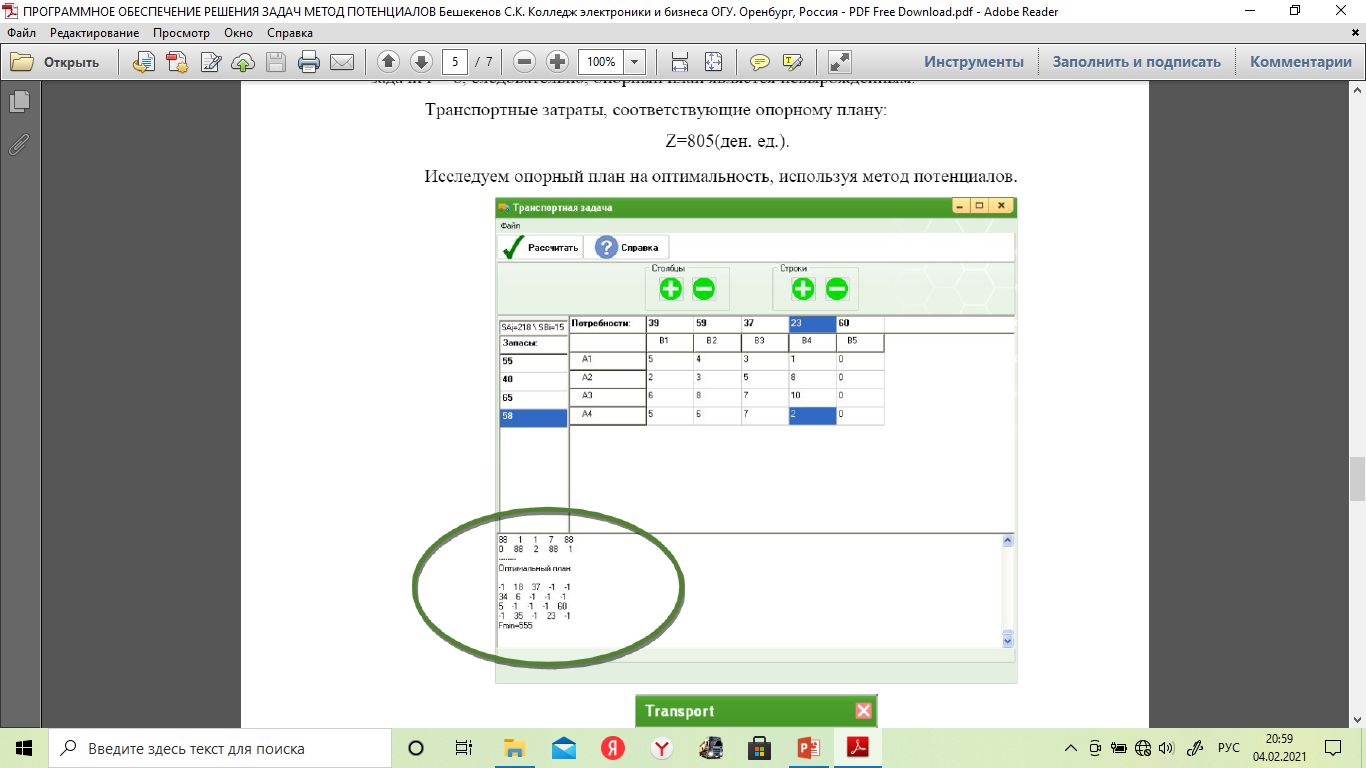 ПРОГРАММНОЕ ОБЕСПЕЧЕНИЕ РЕШЕНИЯ ЗАДАЧ МЕТОД ПОТЕНЦИАЛОВ Бешекенов С.К. Колледж электроники и бизнеса ОГУ. Оренбург, Россия - PDF Free Download.pdf - Adobe Reader
Файл Редактирование Просмотр Окно Справка
Открыть 5 / 7 100% Инструменты Заполнить и подписать Комментарии
Транспортные затраты, соответствующие опорному плану:
Z=805(ден. ед.).
Исследуем опорный план на оптимальность, используя метод потенциалов.
Транспортная задача
Файл
Рассчитать ? Справка
Столбцы Строки
SAj=218 \ SBi=15 Потребности: 39 59 37 23 60
Запасы: B1 B2 B3 B4 B5
55 A1 5 4 3 1 0
40 A2 2 3 5 8 0
65 A3 6 8 7 10 0
58 A4 5 6 7 2 0
88 1 1 7 88
0 88 2 88 1
--------
Оптимальный план
-1 18 37 -1 -1
34 6 -1 -1 -1
5 -1 -1 -1 60
-1 35 -1 23 -1
Fmin=555
Transport
Введите здесь текст для поиска РУС 20:59
04.02.2021